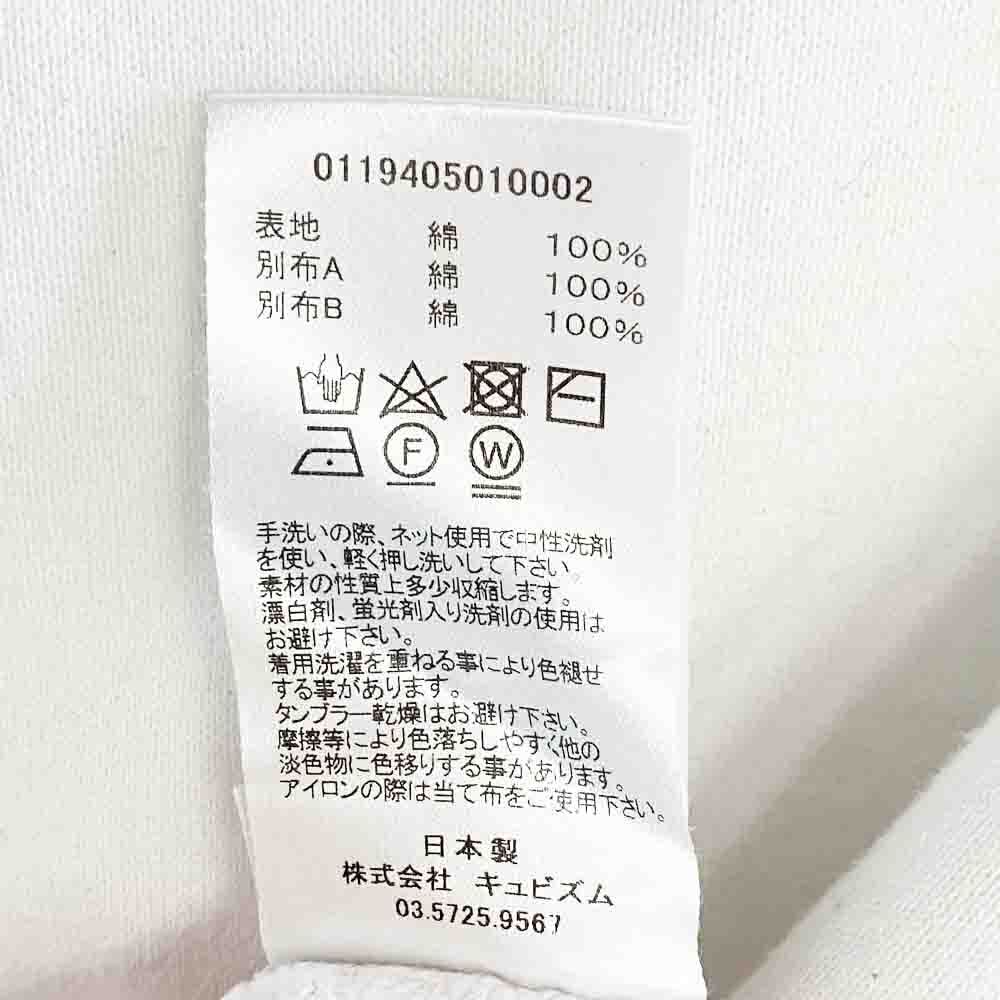 0119405010002
表地 綿 100%
別布A 綿 100%
別布B 綿 100%
F W
手洗いの際、ネット使用で中性洗剤
を使い、軽く押し洗いして下さい。
素材の性質上多少収縮します。
漂白剤、蛍光剤入り洗剤の使用は
お避け下さい。
着用洗濯を重ねる事により色褪せ
する事があります。
タンブラー乾燥はお避け下さい。
摩擦等により色落ちしやすく他の
淡色物に色移りする事があります。
アイロンの際は当て布をご使用下さい。
日本製
株式会社 キュビズム
03.5725.9567